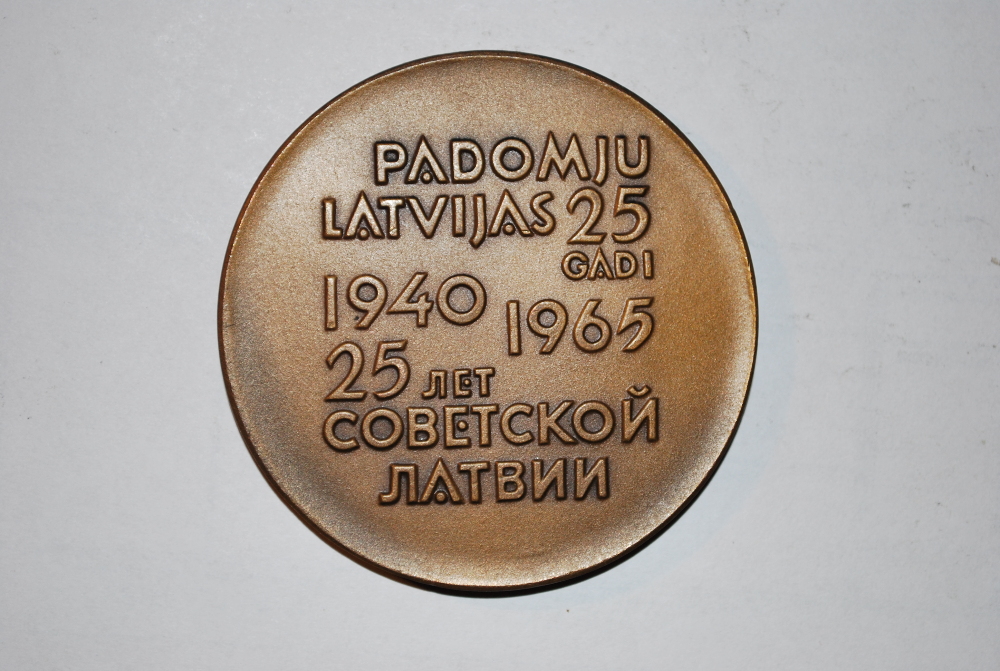 PADOMJU
LATVIJAS 25
GADI
1940 1965
25 ЛЕТ
СОВЕТСКОЙ
ЛАТВИИ